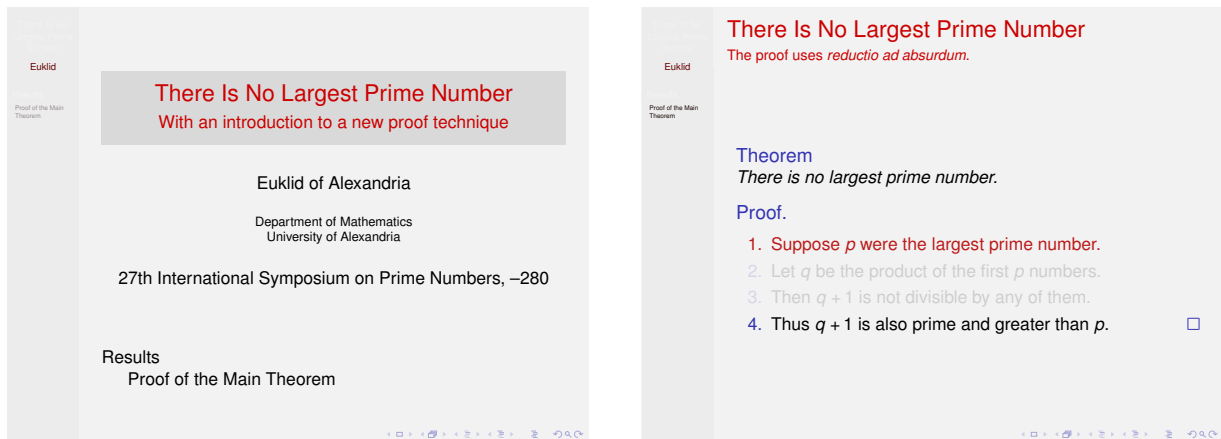 Euklid
Proof of the Main
Theorem
There Is No Largest Prime Number
With an introduction to a new proof technique
Euklid of Alexandria
Department of Mathematics
University of Alexandria
27th International Symposium on Prime Numbers, –280
Results
Proof of the Main Theorem
Euklid
Proof of the Main
Theorem
There Is No Largest Prime Number
The proof uses reductio ad absurdum.
Theorem
There is no largest prime number.
Proof.
1. Suppose p were the largest prime number.
2. Let q be the product of the first p numbers.
3. Then q + 1 is not divisible by any of them.
4. Thus q + 1 is also prime and greater than p.